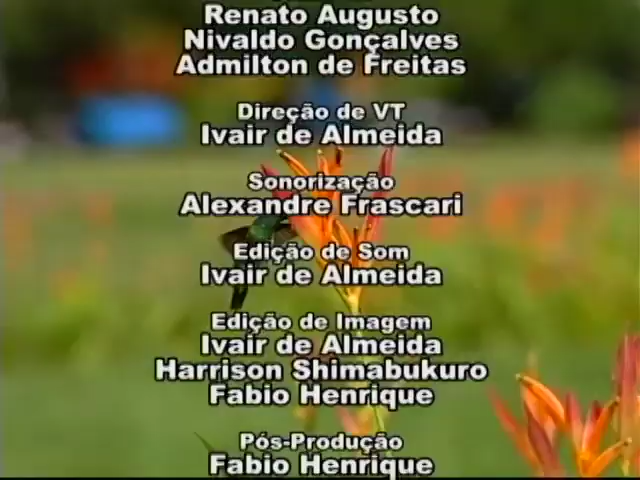 Renato Augusto
Nivaldo Gonçalves
Admilton de Freitas
Direção de VT
Ivair de Almeida
Sonorização
Alexandre Frascari
Edição de Som
Ivair de Almeida
Edição de Imagem
Ivair de Almeida
Harrison Shimabukuro
Fabio Henrique
Pós-Produção
Fabio Henrique